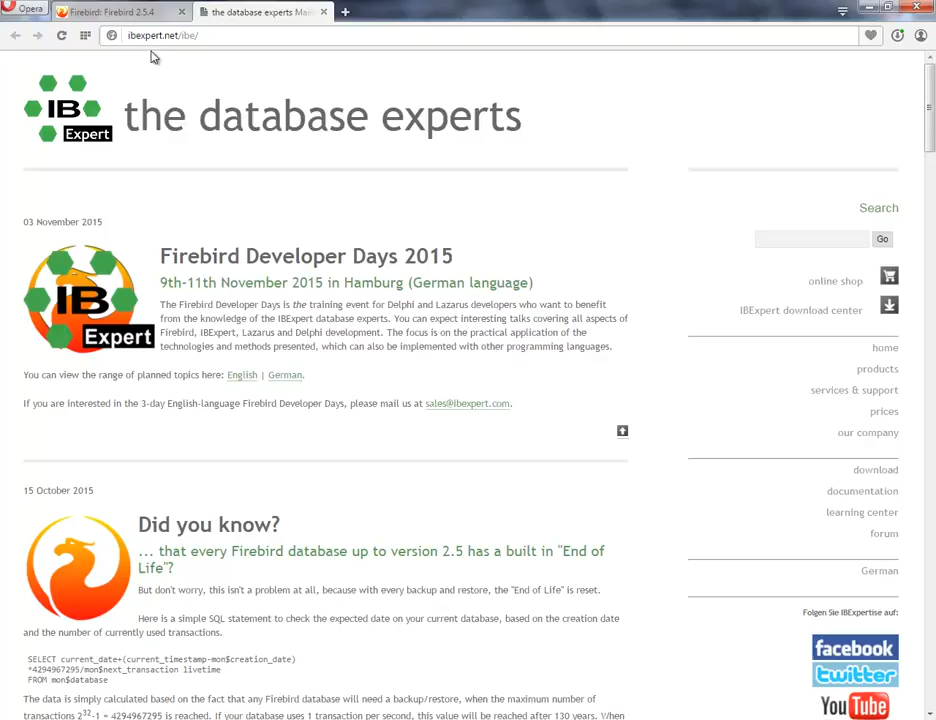 Opera
Firebird: Firebird 2.5.4
the database experts Mai
ibexpert.net/ibe/
IB
Expert
the database experts
Search
Go
online shop
IBExpert download center
home
products
services & support
prices
our company
download
documentation
learning center
forum
German
Folgen Sie IBExpertise auf:
facebook
twitter
YouTube
03 November 2015
IB
Expert
Firebird Developer Days 2015
9th-11th November 2015 in Hamburg (German language)
The Firebird Developer Days is the training event for Delphi and Lazarus developers who want to benefit
from the knowledge of the IBExpert database experts. You can expect interesting talks covering all aspects of
Firebird, IBExpert, Lazarus and Delphi development. The focus is on the practical application of the
technologies and methods presented, which can also be implemented with other programming languages.
You can view the range of planned topics here: English | German.
If you are interested in the 3-day English-language Firebird Developer Days, please mail us at sales@ibexpert.com.
15 October 2015
Did you know?
... that every Firebird database up to version 2.5 has a built in "End of
Life"?
But don't worry, this isn't a problem at all, because with every backup and restore, the "End of Life" is reset.
Here is a simple SQL statement to check the expected date on your current database, based on the creation date
and the number of currently used transactions.
SELECT current_date+(current_timestamp-mon$creation_date)
*4294967295/mon$next_transaction livetime
FROM mon$database
The data is simply calculated based on the fact that any Firebird database will need a backup/restore, when the maximum number of
transactions 2^32-1 = 4294967295 is reached. If your database uses 1 transaction per second, this value will be reached after 130 years. When